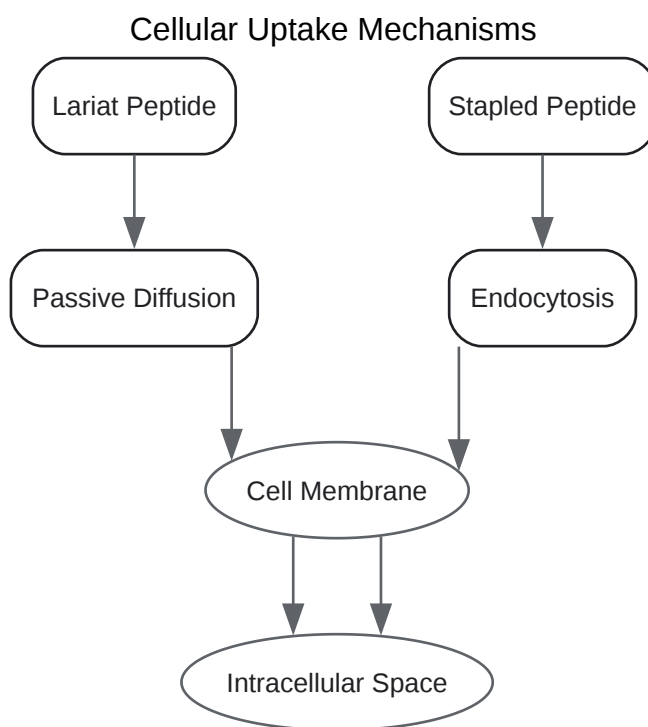 Cellular Uptake Mechanisms
Lariat Peptide
Stapled Peptide
Passive Diffusion
Endocytosis
Cell Membrane
Intracellular Space